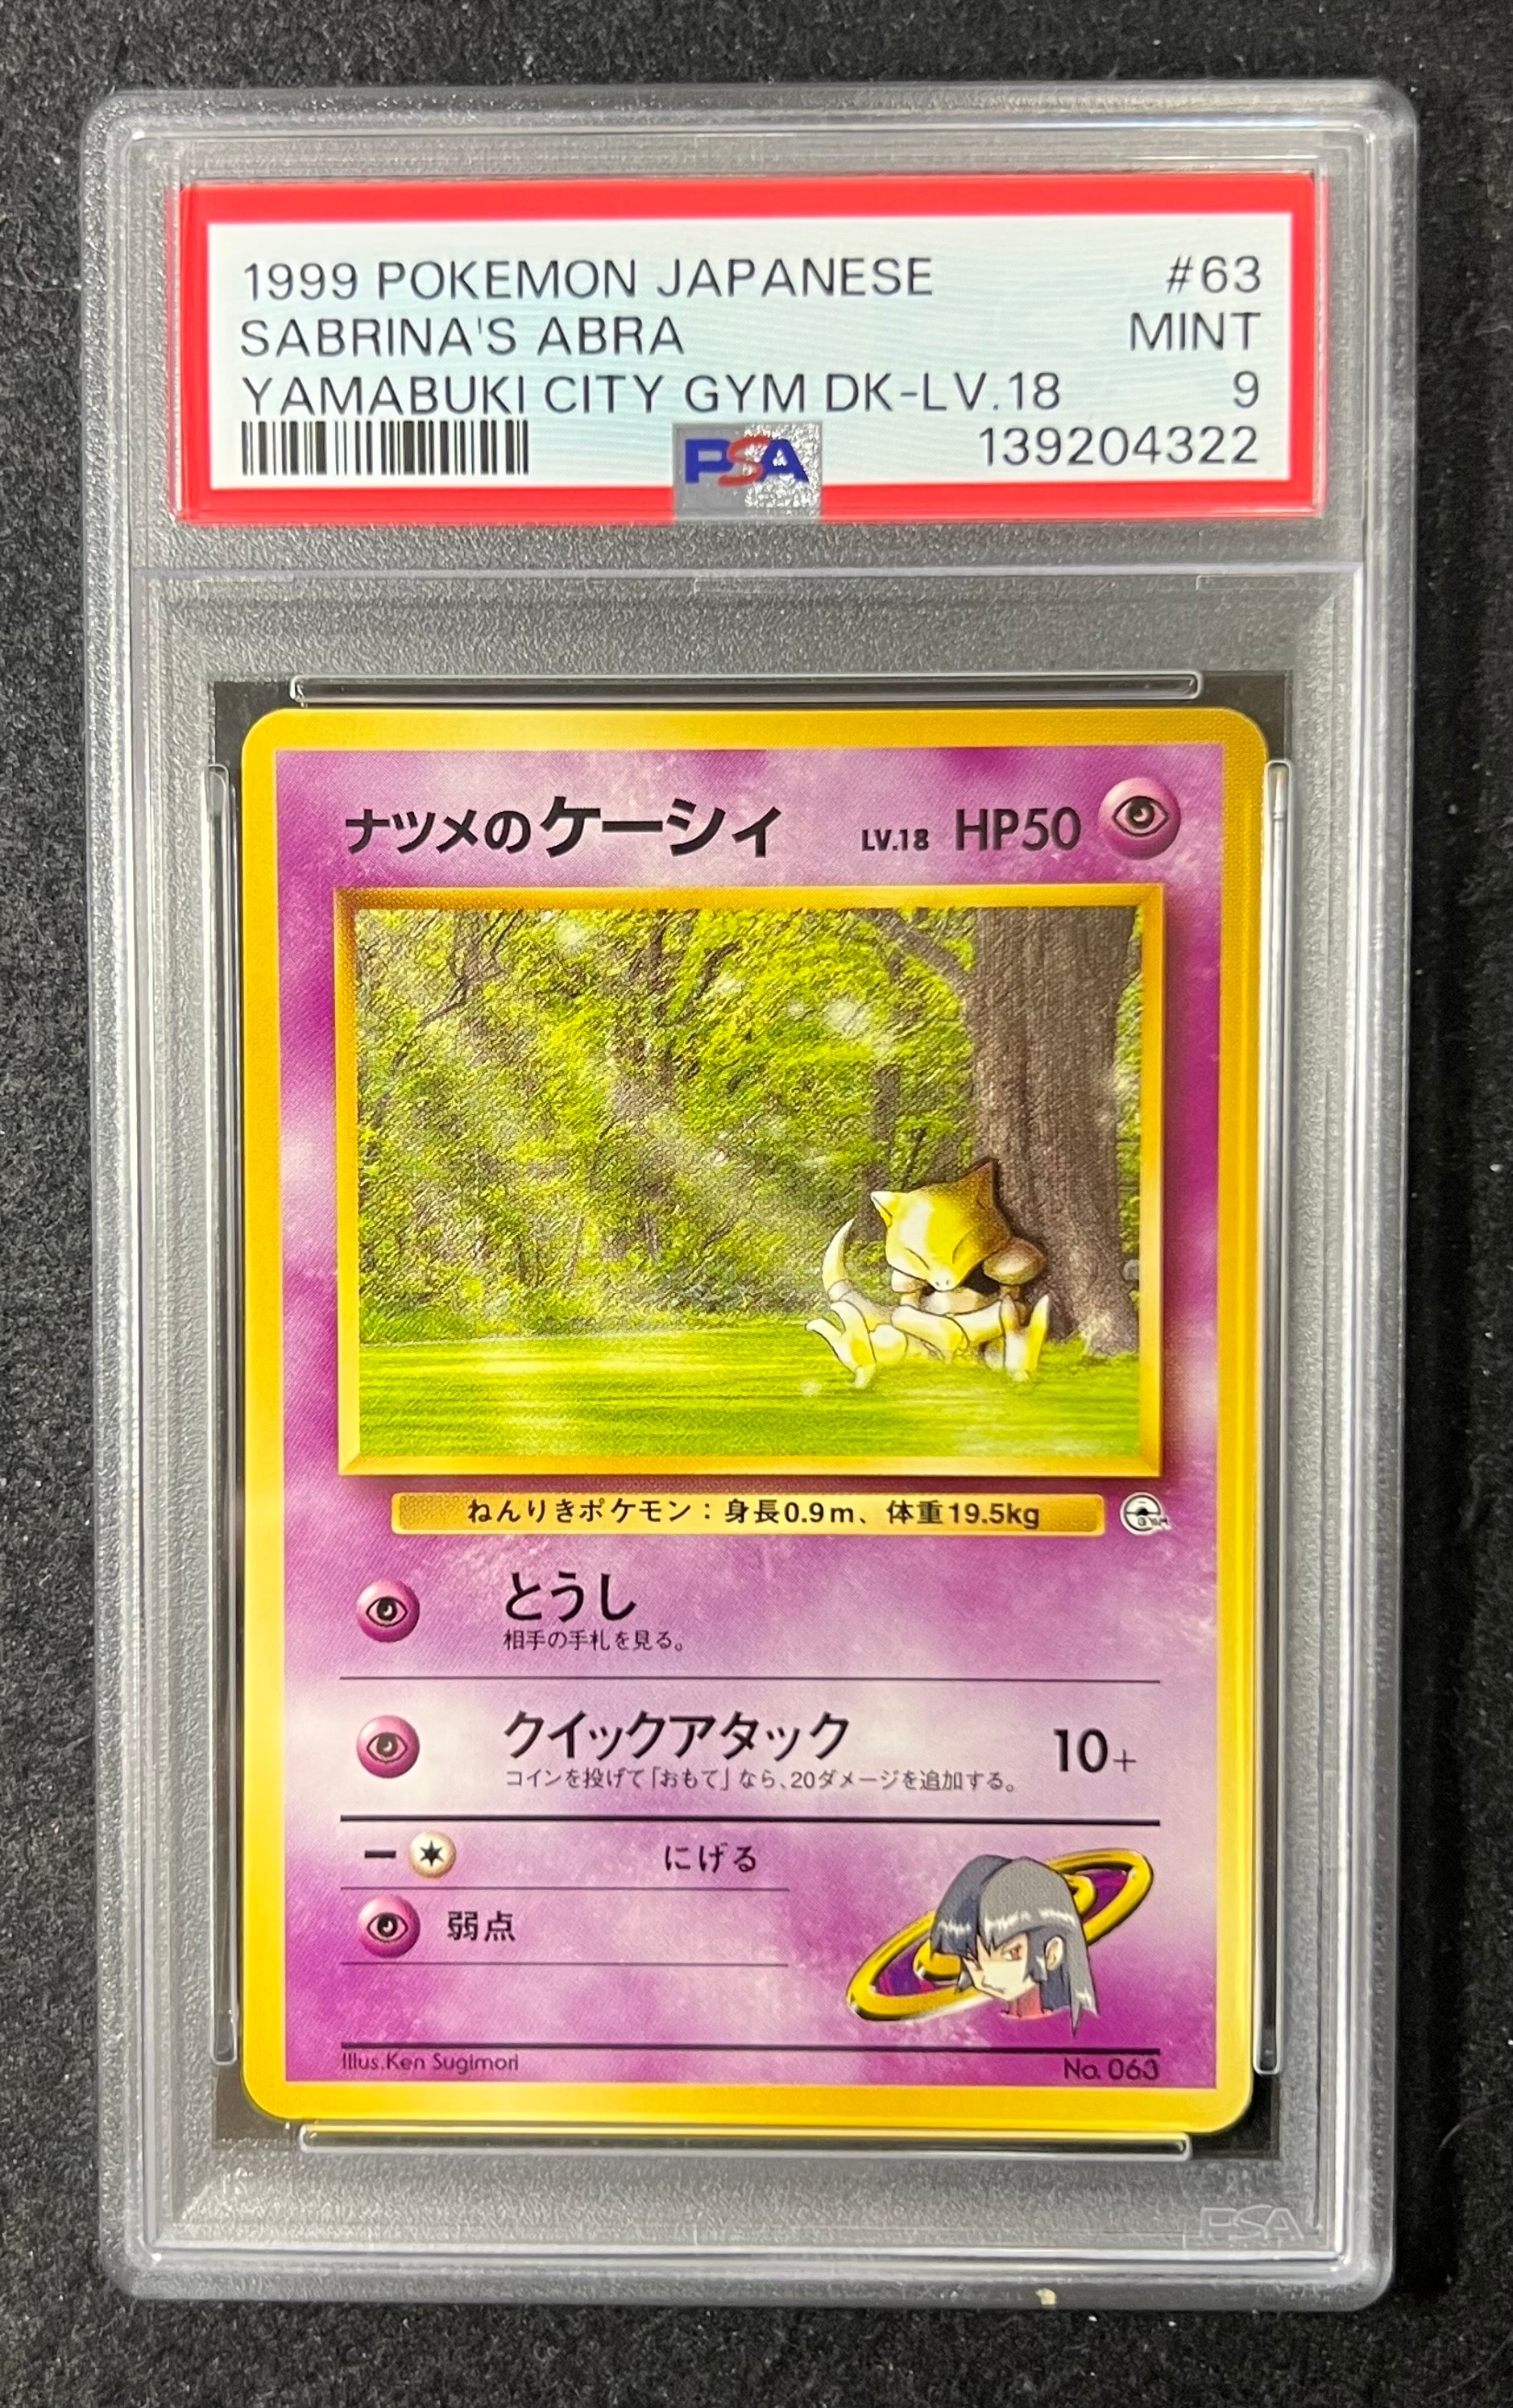 1999 POKEMON JAPANESE #63
SABRINA'S ABRA MINT
YAMABUKI CITY GYM DK-LV.18 9
PSA 139204322
ナツメのケーシィ LV.18 HP50
ねんりきポケモン：身長0.9m、体重19.5kg
GYM
とうし
相手の手札を見る。
クイックアタック 10+
コインを投げて「おもて」なら、20ダメージを追加する。
にげる
弱点
Illus. Ken Sugimori No. 063
PSA